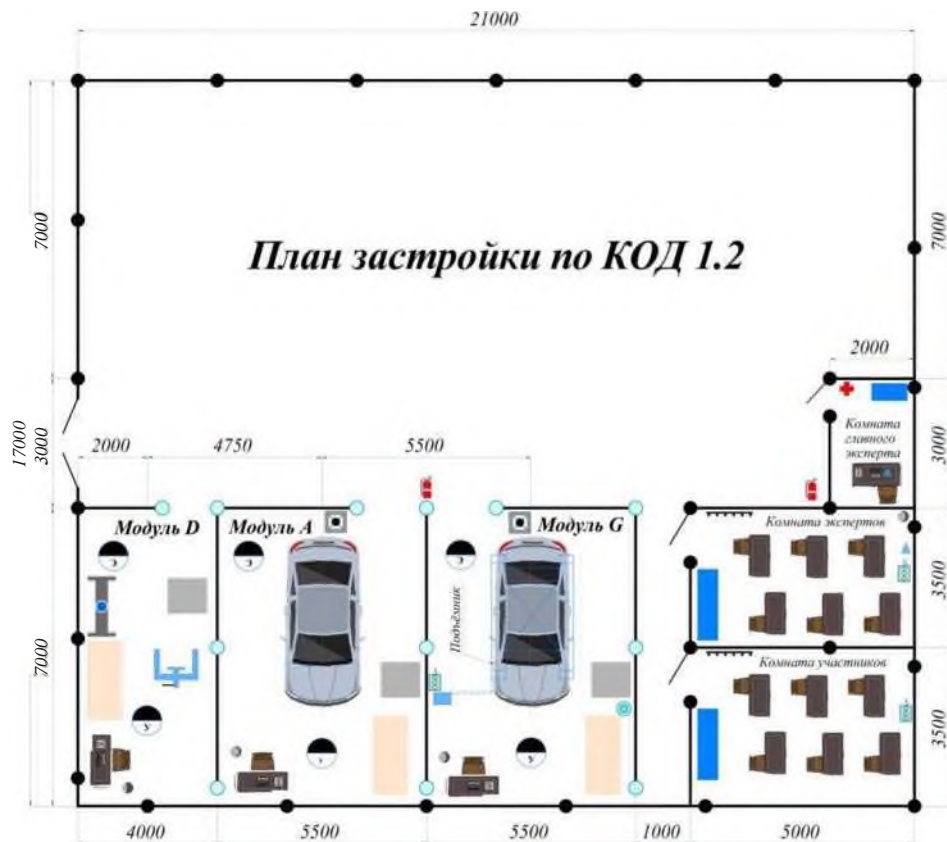 21000
7000
7000
План застройки по КОД 1.2
2000
17000
3000
2000
4750
5500
Комната
главного
эксперта
3000
Модуль D
Модуль A
Модуль G
Комната экспертов
Э
Э
Э
Подъёмник
3500
7000
Комната участников
У
У
У
3500
4000
5500
5500
1000
5000